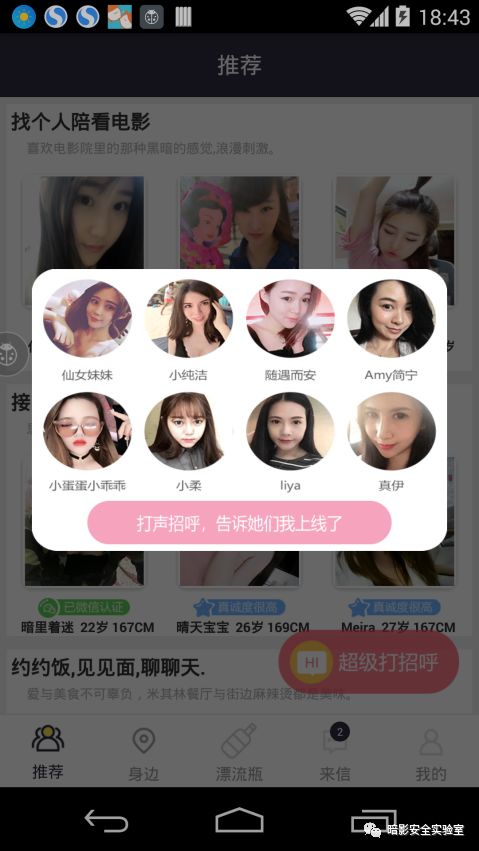 18:43
推荐
找个人陪看电影
喜欢电影院里的那种黑暗的感觉,浪漫刺激。
仙女妹妹 小纯洁 随遇而安 Amy简宁
小蛋蛋小乖乖 小柔 liya 真伊
打声招呼，告诉她们我上线了
接
已微信认证 真诚度很高 真诚度很高
暗里着迷 22岁 167CM 晴天宝宝 26岁 169CM Meira 27岁 167CM
HI 超级打招呼
约约饭,见见面,聊聊天.
爱与美食不可辜负，米其林餐厅与街边麻辣烫都是美味。
2
推荐 身边 漂流瓶 来信 我的
暗影安全实验室